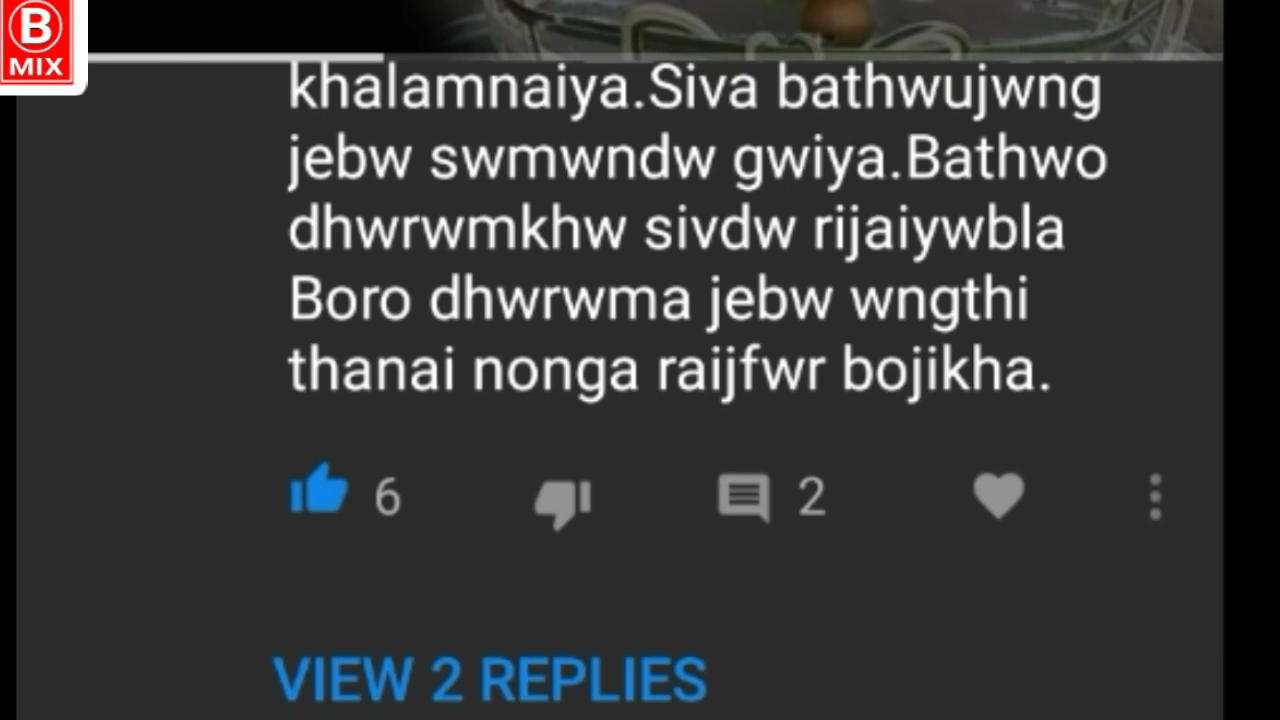 B
MIX
khalamnaiya.Siva bathwujwng
jebw swmwndw gwiya.Bathwo
dhwrwmkhw sivdw rijaiywbla
Boro dhwrwma jebw wngthi
thanai nonga raijfwr bojikha.
6 2
VIEW 2 REPLIES